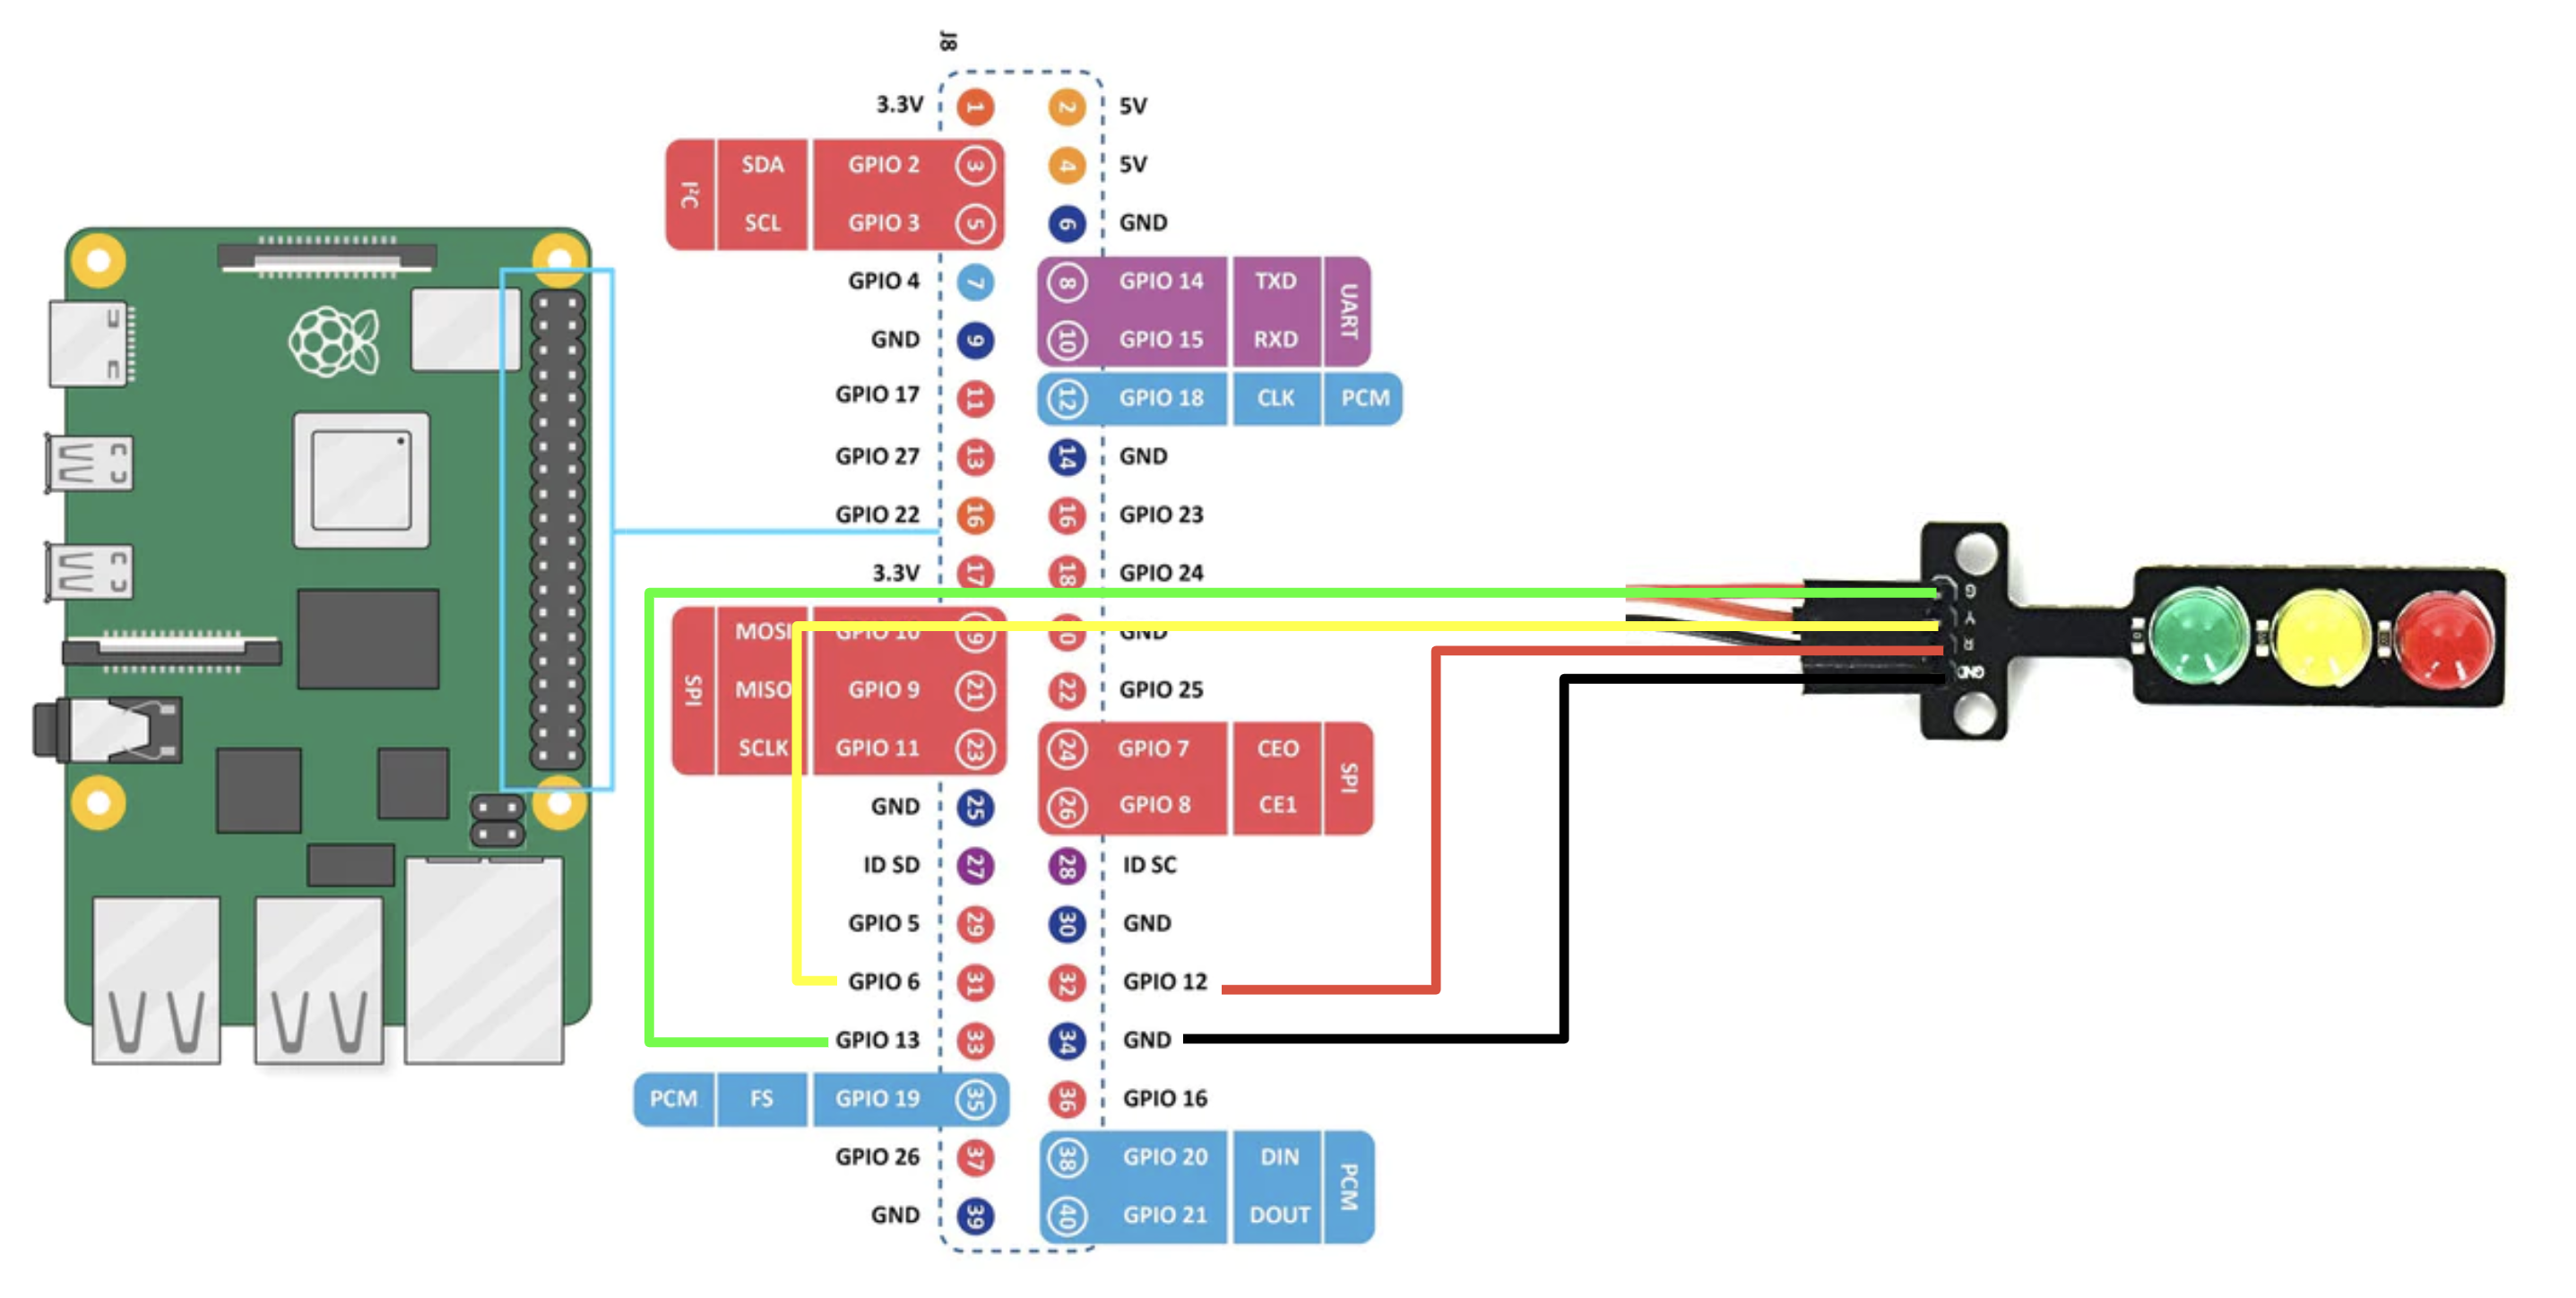 J8
3.3V 1 2 5V
I²C SDA GPIO 2 3 4 5V
SCL GPIO 3 5 6 GND
GPIO 4 7 8 GPIO 14 TXD UART
GND 9 10 GPIO 15 RXD
GPIO 17 11 12 GPIO 18 CLK PCM
GPIO 27 13 14 GND
GPIO 22 16 16 GPIO 23
3.3V 17 18 GPIO 24
SPI MOSI GPIO 10 GND
MISO GPIO 9 21 22 GPIO 25
SCLK GPIO 11 23 24 GPIO 7 CEO SPI
GND 25 26 GPIO 8 CE1
ID SD 27 28 ID SC
GPIO 5 29 30 GND
GPIO 6 31 32 GPIO 12
GPIO 13 33 34 GND
PCM FS GPIO 19 35 36 GPIO 16
GPIO 26 37 38 GPIO 20 DIN PCM
GND 39 40 GPIO 21 DOUT
G
Y
R
GND